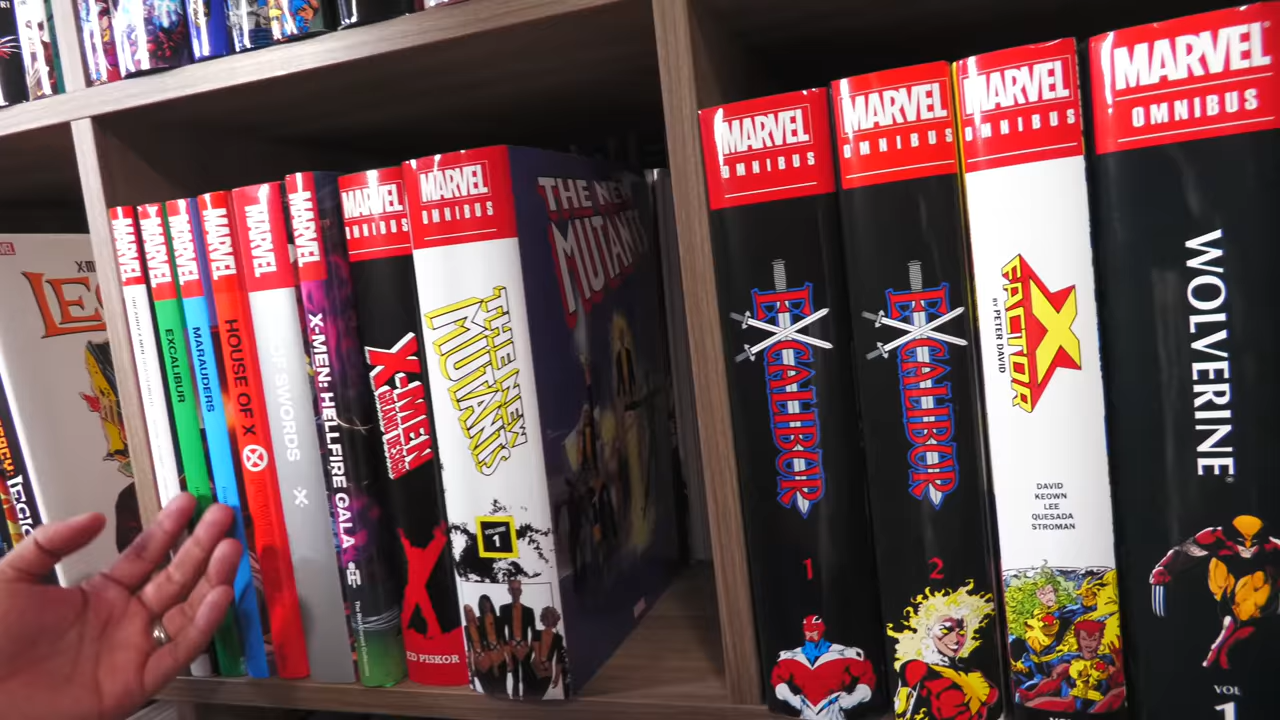 MARVEL
MARVEL
EXCALIBUR
MARVEL
MARAUDERS
MARVEL
HOUSE OF X
MARVEL
OF SWORDS
MARVEL
X-MEN: HELLFIRE GALA
MARVEL
OMNIBUS
X-MEN
GRAND DESIGN
ED PISKOR
MARVEL
OMNIBUS
THE NEW
MUTANTS
VOLUME
1
THE NEW
MUTANTS
MARVEL
OMNIBUS
EXCALIBUR
1
MARVEL
OMNIBUS
EXCALIBUR
2
MARVEL
OMNIBUS
X
FACTOR
BY PETER DAVID
DAVID
KEOWN
LEE
QUESADA
STROMAN
MARVEL
OMNIBUS
WOLVERINE
VOL
1